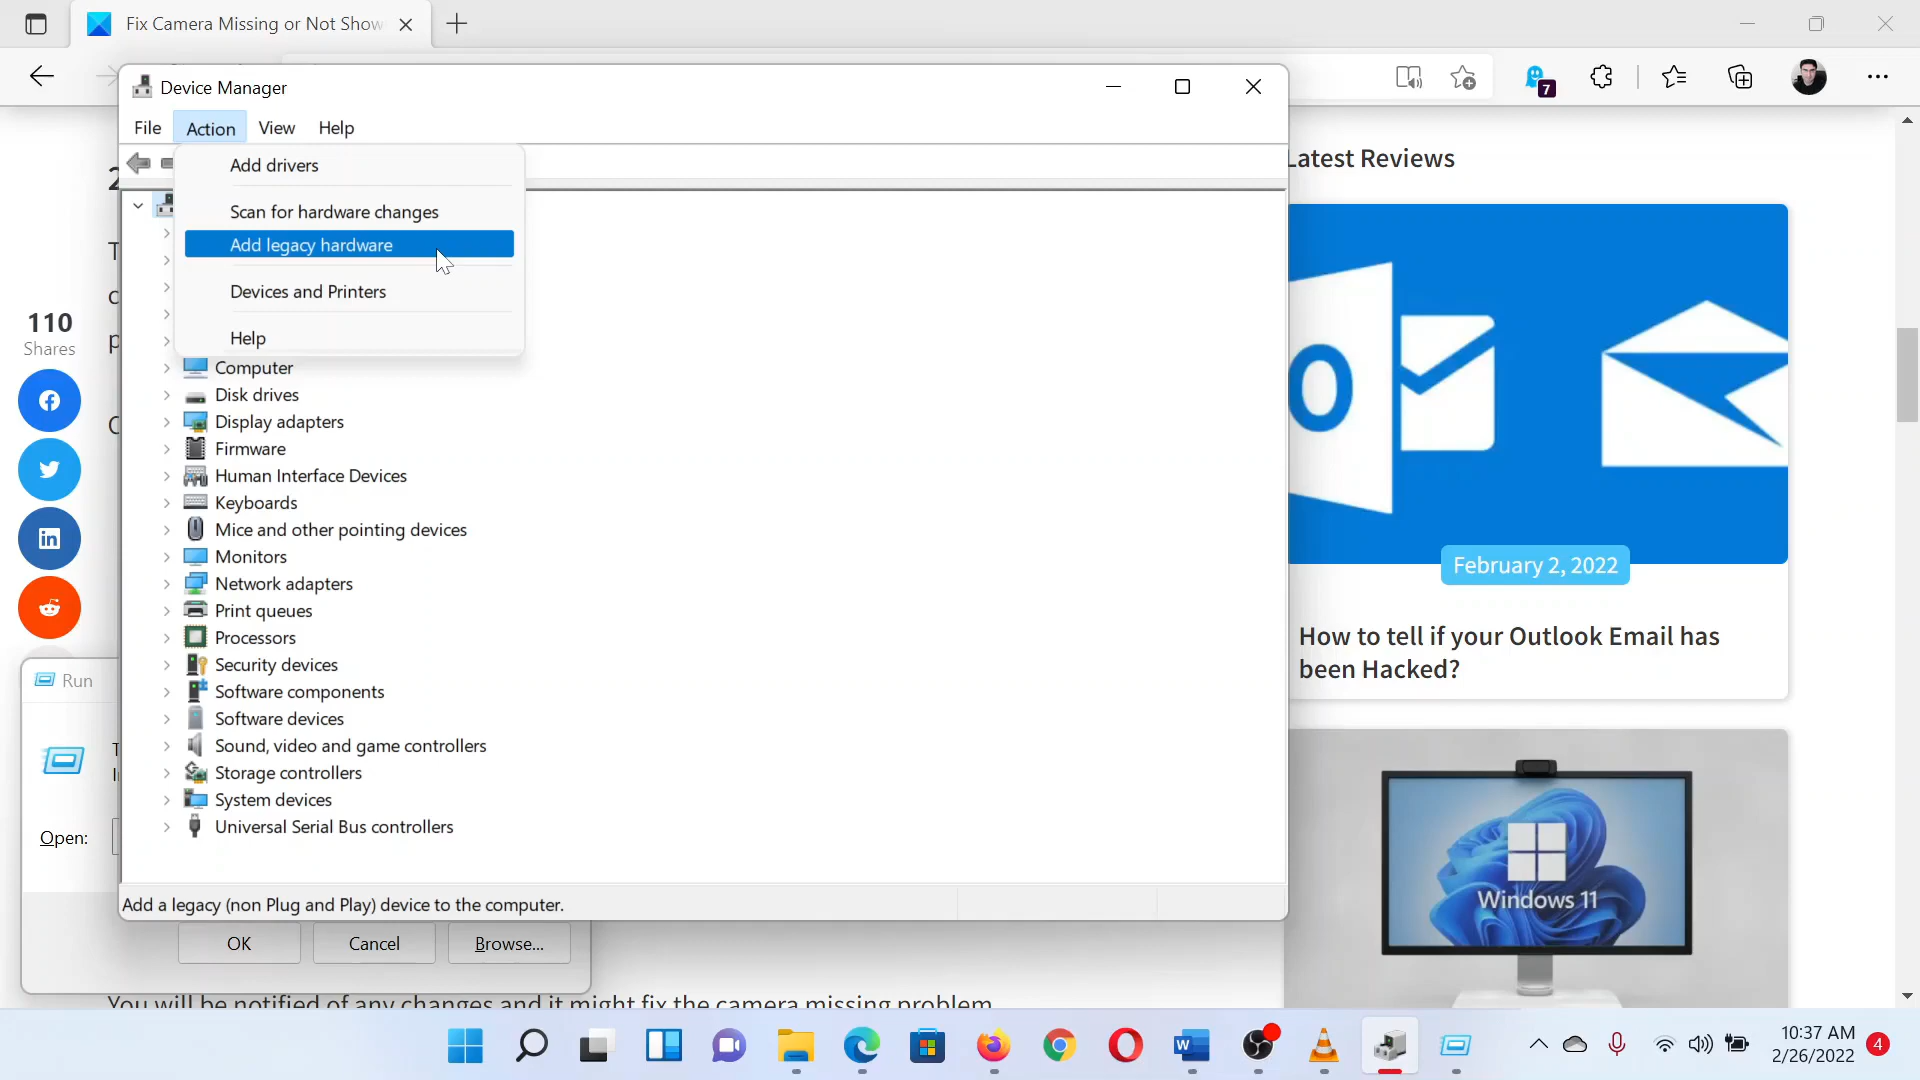 Fix Camera Missing or Not Show
7
Device Manager
File Action View Help
Add drivers
Scan for hardware changes
Add legacy hardware
Devices and Printers
Help
Computer
Disk drives
Display adapters
Firmware
Human Interface Devices
Keyboards
Mice and other pointing devices
Monitors
Network adapters
Print queues
Processors
Security devices
Software components
Software devices
Sound, video and game controllers
Storage controllers
System devices
Universal Serial Bus controllers
Add a legacy (non Plug and Play) device to the computer.
110
Shares
Run
Open:
OK Cancel Browse...
You will be notified of any changes and it might fix the camera missing problem
Latest Reviews
February 2, 2022
How to tell if your Outlook Email has
been Hacked?
Windows 11
10:37 AM
2/26/2022
4